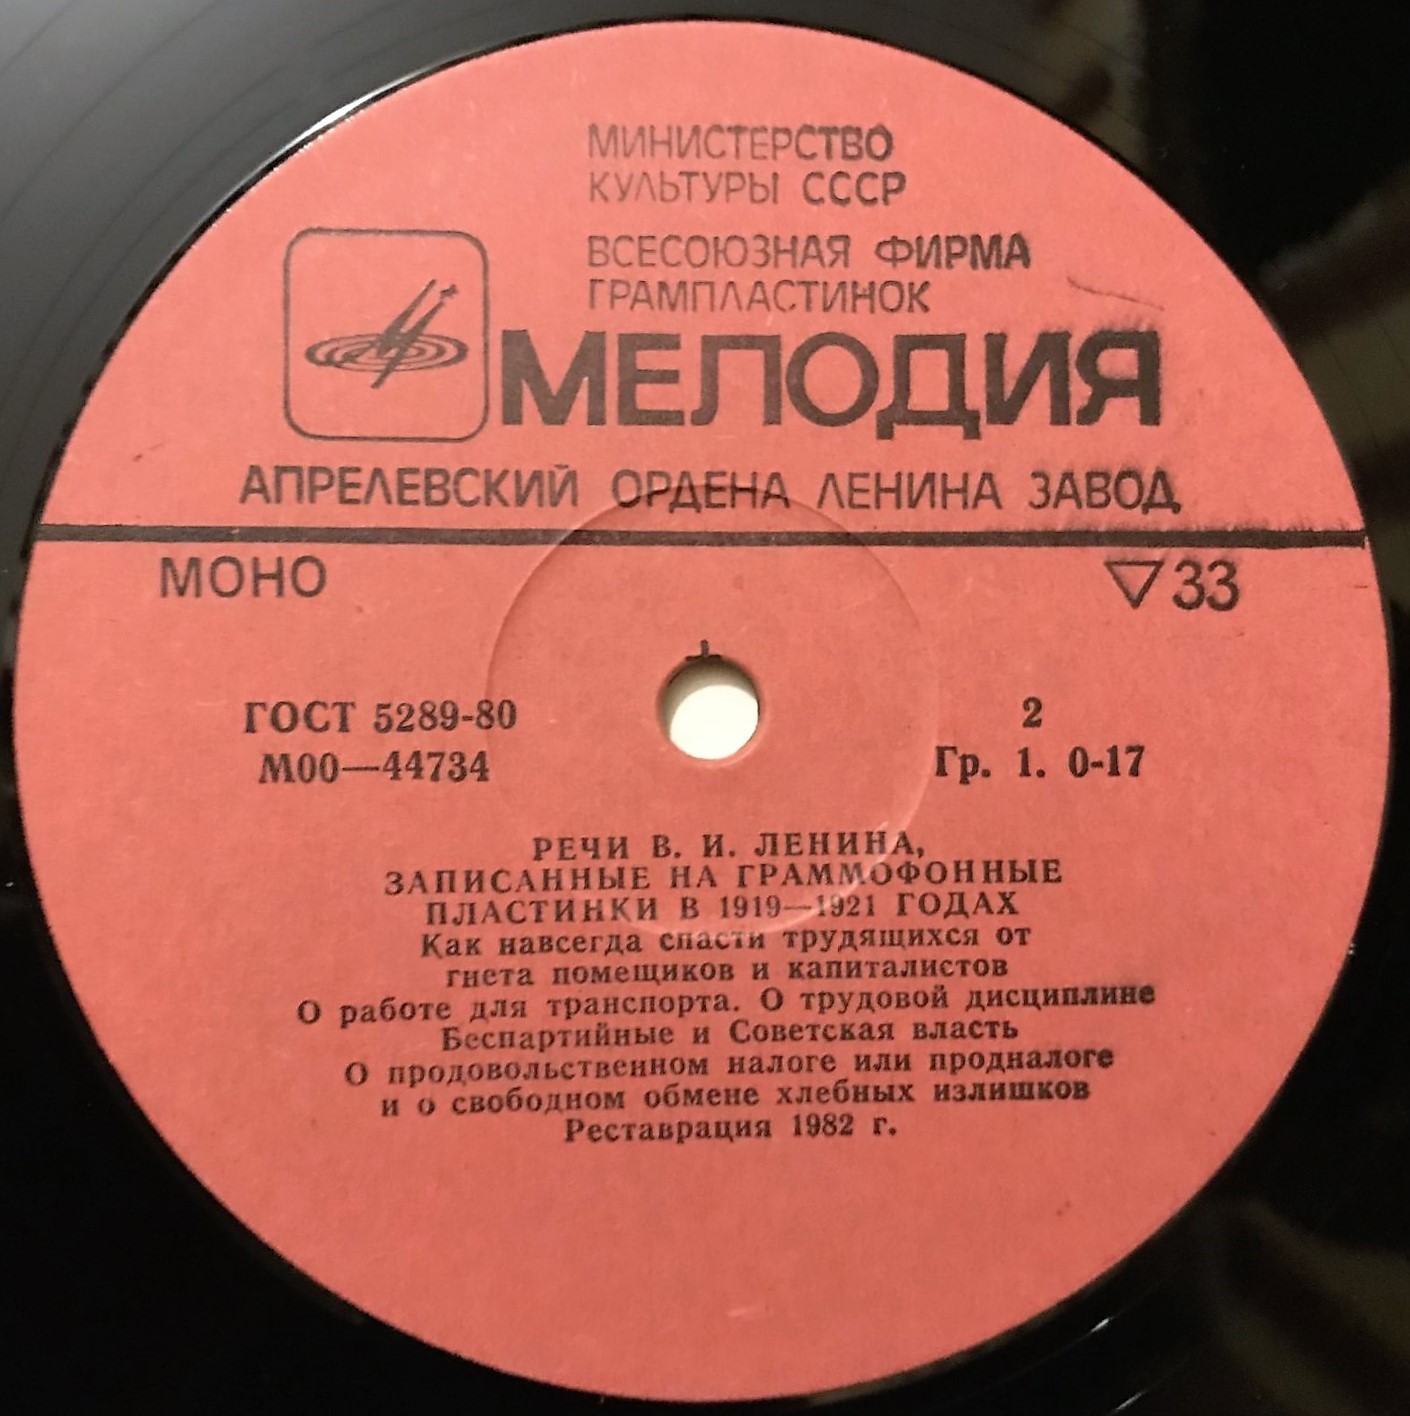 МИНИСТЕРСТВО
КУЛЬТУРЫ СССР
ВСЕСОЮЗНАЯ ФИРМА
ГРАМПЛАСТИНОК
МЕЛОДИЯ
АПРЕЛЕВСКИЙ ОРДЕНА ЛЕНИНА ЗАВОД
МОНО
▽33
ГОСТ 5289-80
2
М00—44734
Гр. 1. 0-17
РЕЧИ В. И. ЛЕНИНА,
ЗАПИСАННЫЕ НА ГРАММОФОННЫЕ
ПЛАСТИНКИ В 1919—1921 ГОДАХ
Как навсегда спасти трудящихся от
гнета помещиков и капиталистов
О работе для транспорта. О трудовой дисциплине
Беспартийные и Советская власть
О продовольственном налоге или продналоге
и о свободном обмене хлебных излишков
Реставрация 1982 г.